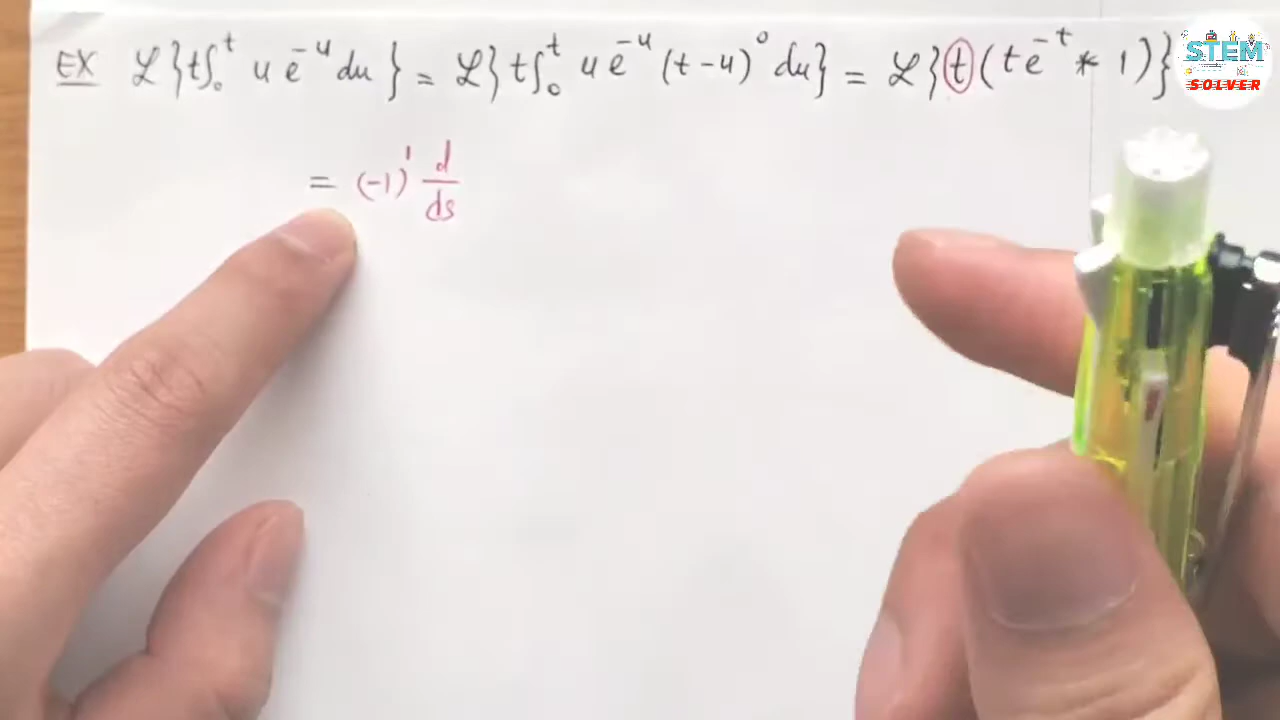 EX ℒ{t∫₀ᵗ u e⁻ᵘ du} = ℒ{t∫₀ᵗ u e⁻ᵘ (t-u)⁰ du} = ℒ{t (te⁻ᵗ * 1)}
STEM
SOLVER
= (-1)¹ d/ds